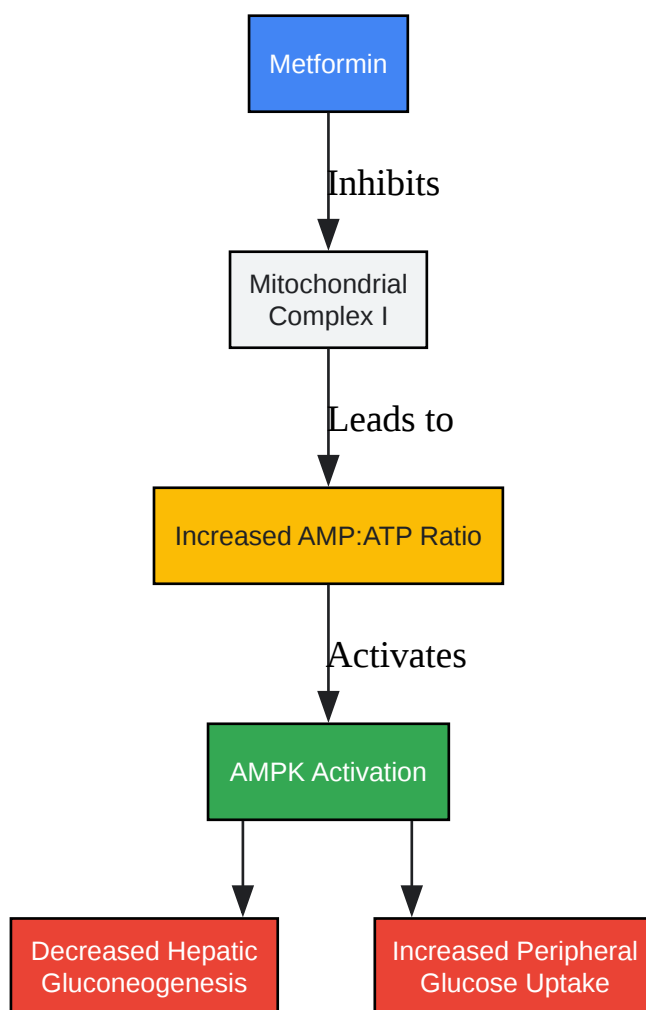 Metformin
Inhibits
Mitochondrial
Complex I
Leads to
Increased AMP:ATP Ratio
Activates
AMPK Activation
Decreased Hepatic
Gluconeogenesis
Increased Peripheral
Glucose Uptake